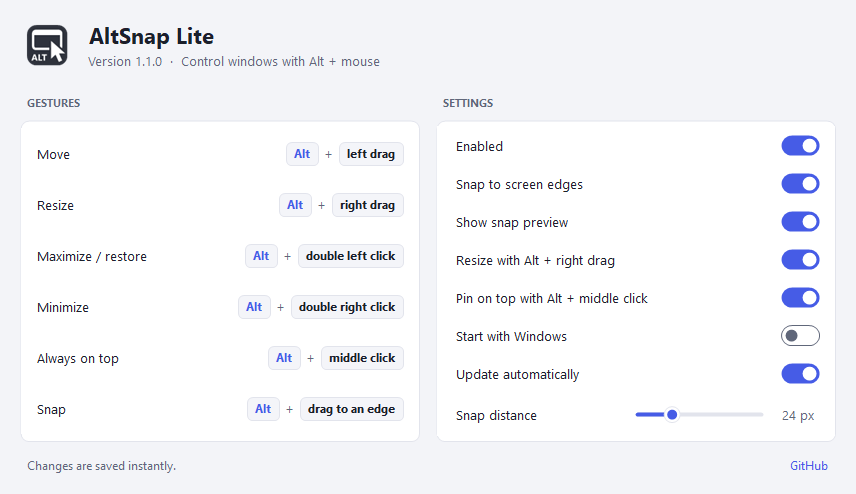 ALT
AltSnap Lite
Version 1.1.0 · Control windows with Alt + mouse
GESTURES
Move Alt + left drag
Resize Alt + right drag
Maximize / restore Alt + double left click
Minimize Alt + double right click
Always on top Alt + middle click
Snap Alt + drag to an edge
SETTINGS
Enabled
Snap to screen edges
Show snap preview
Resize with Alt + right drag
Pin on top with Alt + middle click
Start with Windows
Update automatically
Snap distance 24 px
Changes are saved instantly.
GitHub